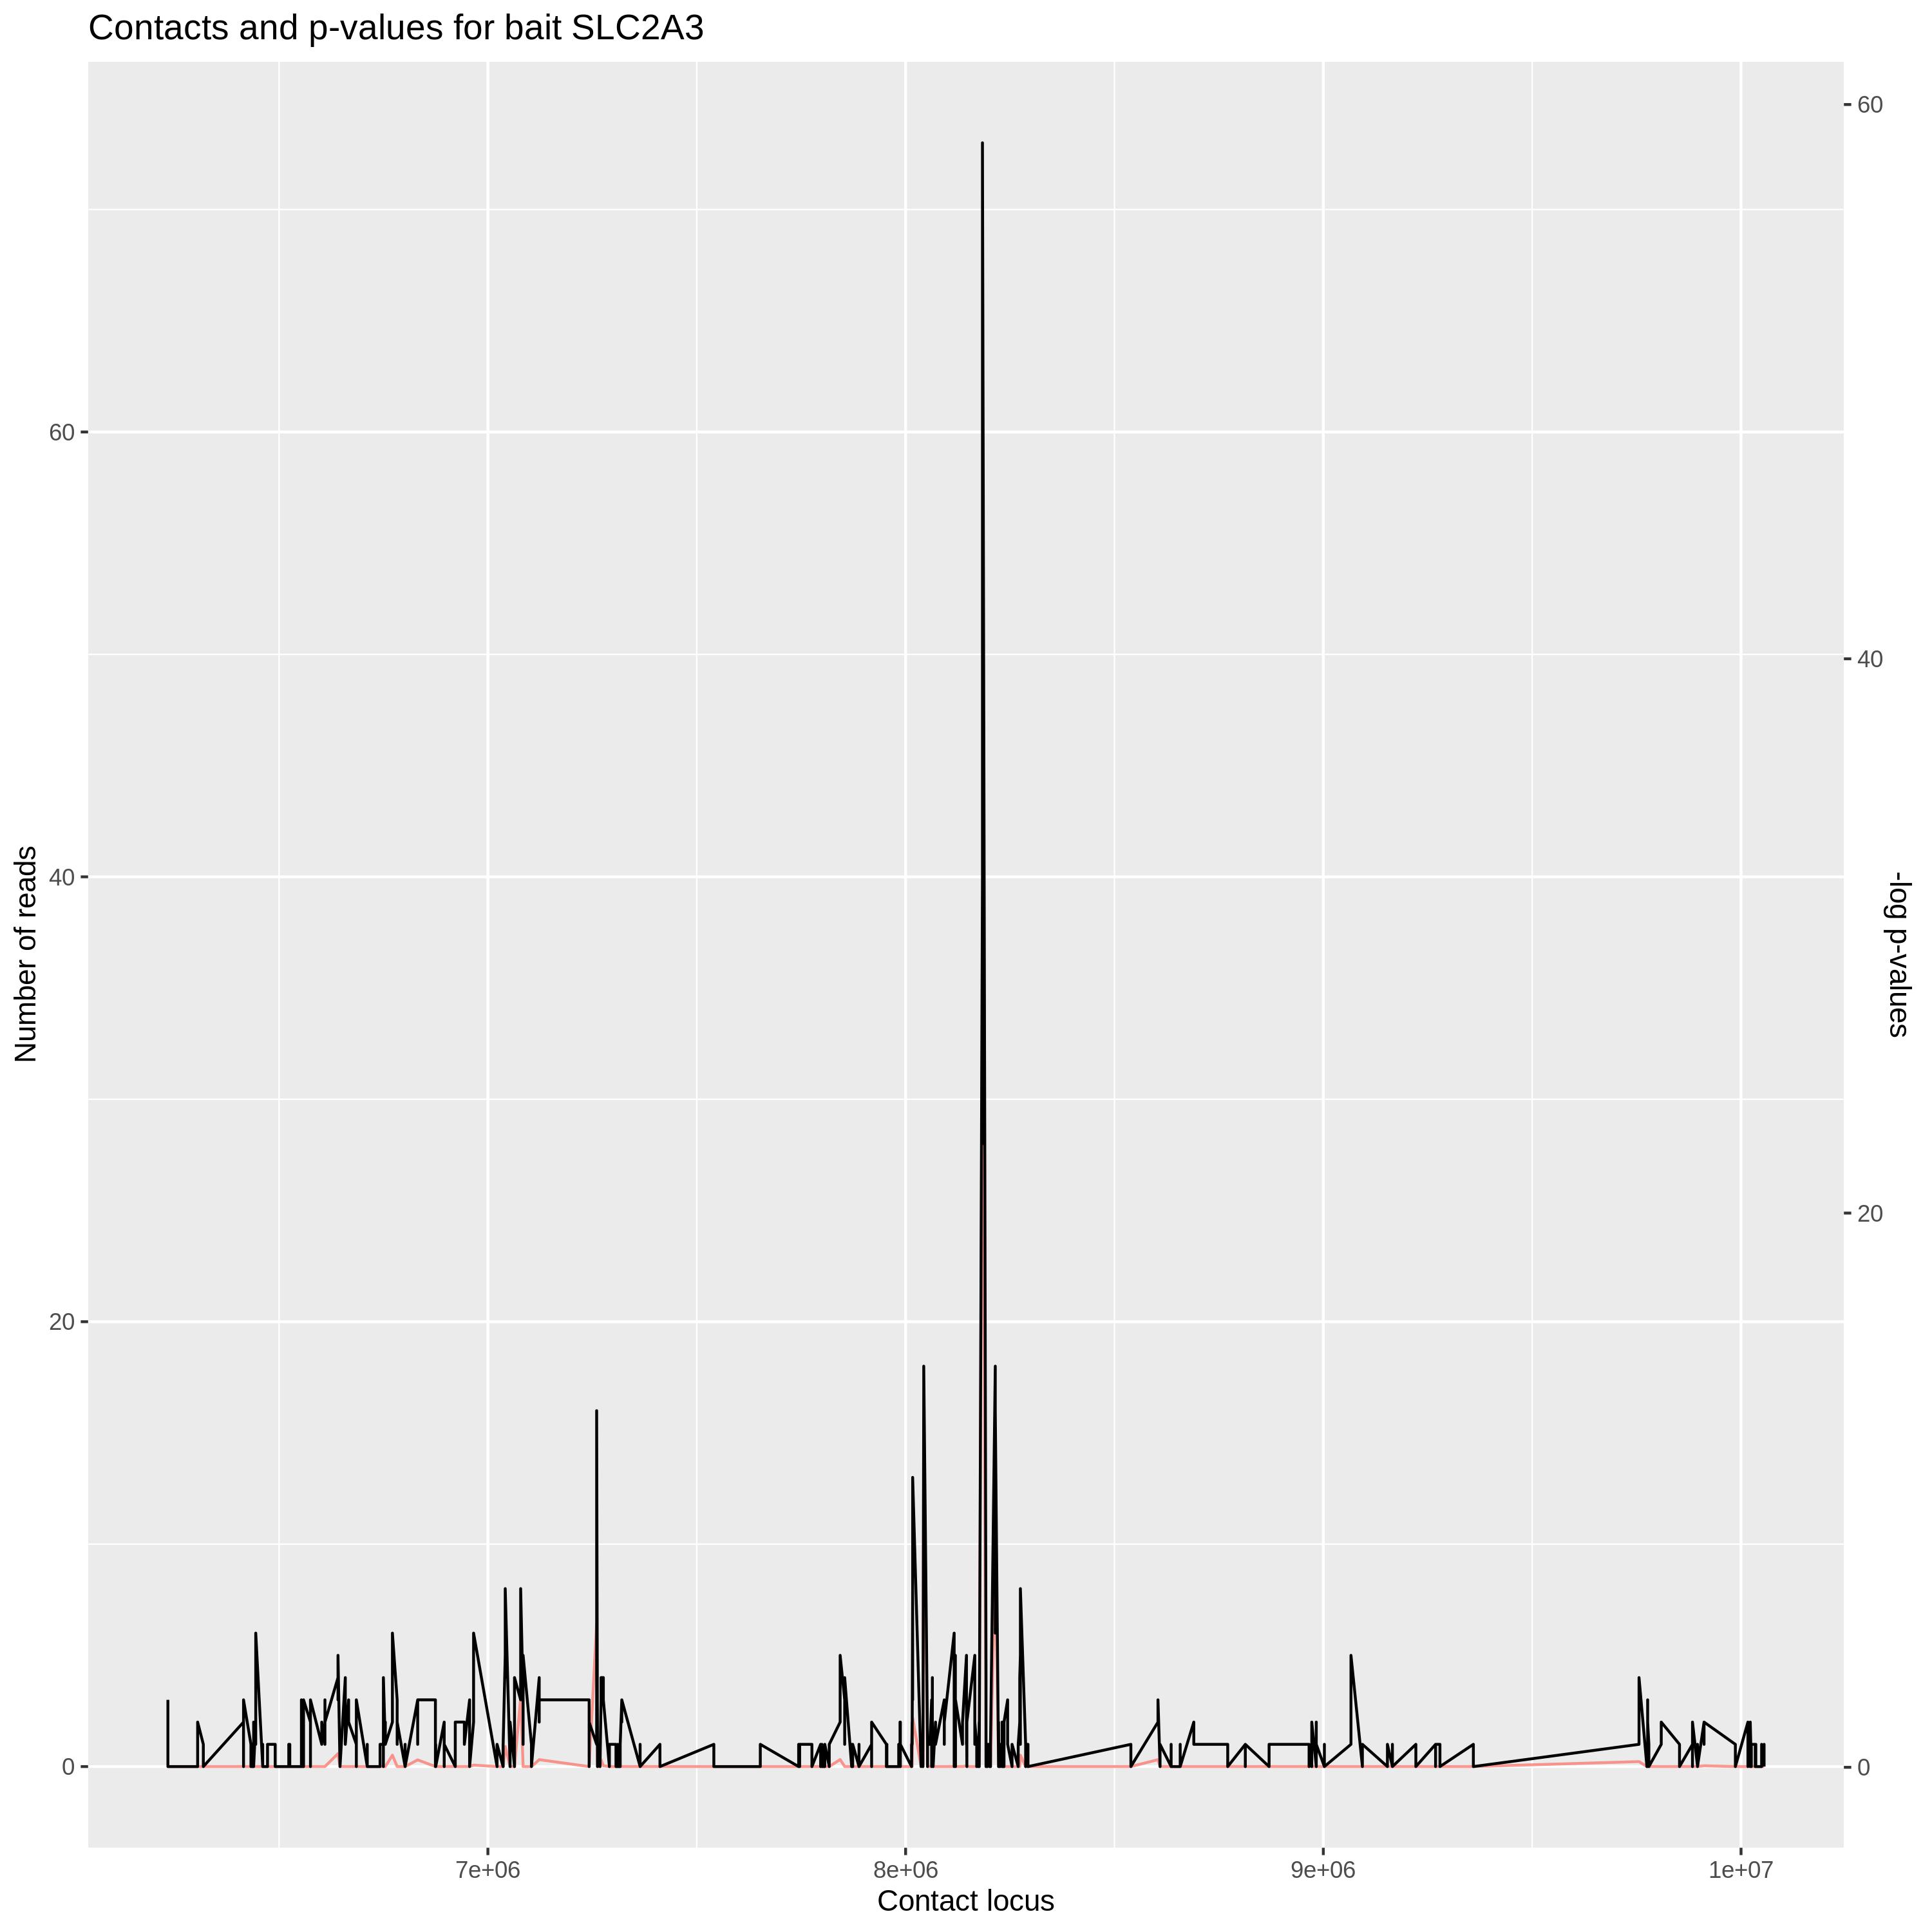 Contacts and p-values for bait SLC2A3
60
60
40
40
20
20
0
0
Number of reads
-log p-values
7e+06
8e+06
9e+06
1e+07
Contact locus